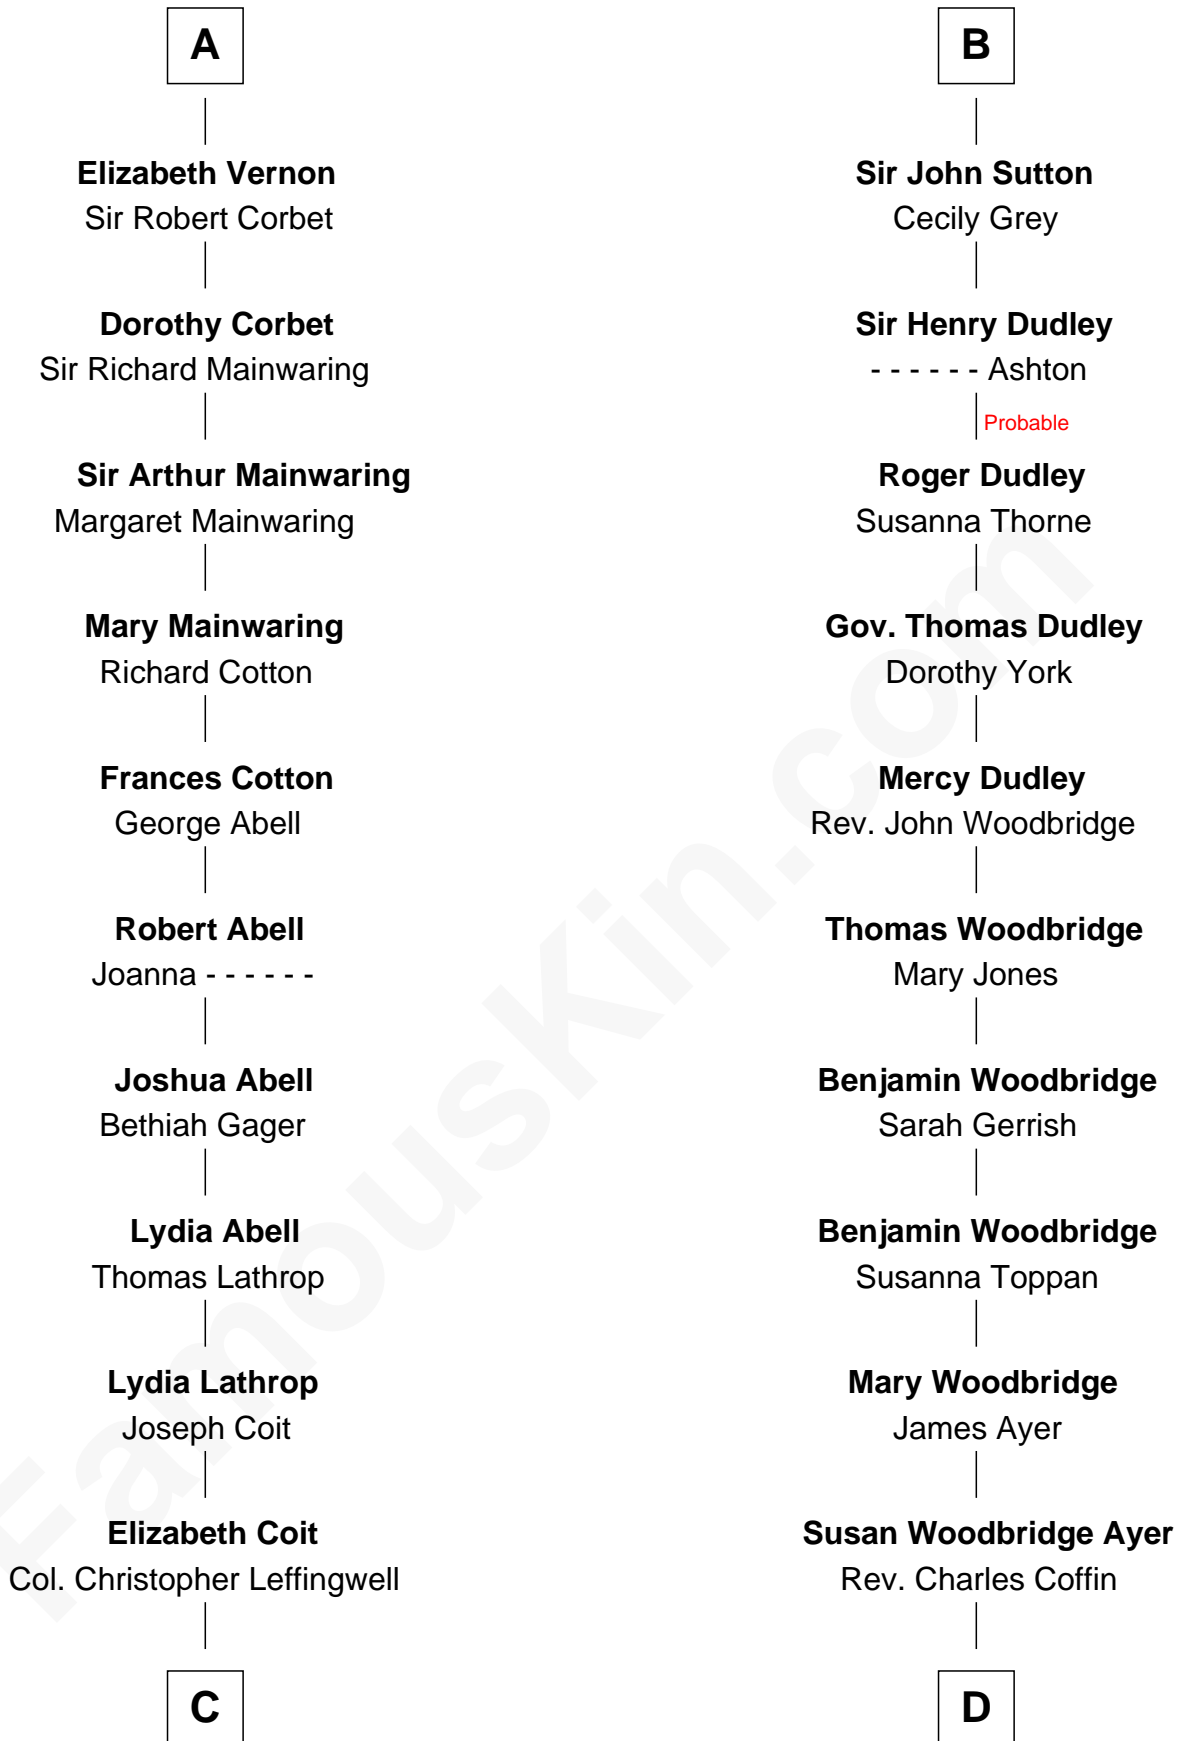 A
Elizabeth Vernon
Sir Robert Corbet
Dorothy Corbet
Sir Richard Mainwaring
Sir Arthur Mainwaring
Margaret Mainwaring
Mary Mainwaring
Richard Cotton
Frances Cotton
George Abell
Robert Abell
Joanna - - - - - -
Joshua Abell
Bethiah Gager
Lydia Abell
Thomas Lathrop
Lydia Lathrop
Joseph Coit
Elizabeth Coit
Col. Christopher Leffingwell
C
B
Sir John Sutton
Cecily Grey
Sir Henry Dudley
- - - - - - Ashton
Probable
Roger Dudley
Susanna Thorne
Gov. Thomas Dudley
Dorothy York
Mercy Dudley
Rev. John Woodbridge
Thomas Woodbridge
Mary Jones
Benjamin Woodbridge
Sarah Gerrish
Benjamin Woodbridge
Susanna Toppan
Mary Woodbridge
James Ayer
Susan Woodbridge Ayer
Rev. Charles Coffin
D
FamousKin.com